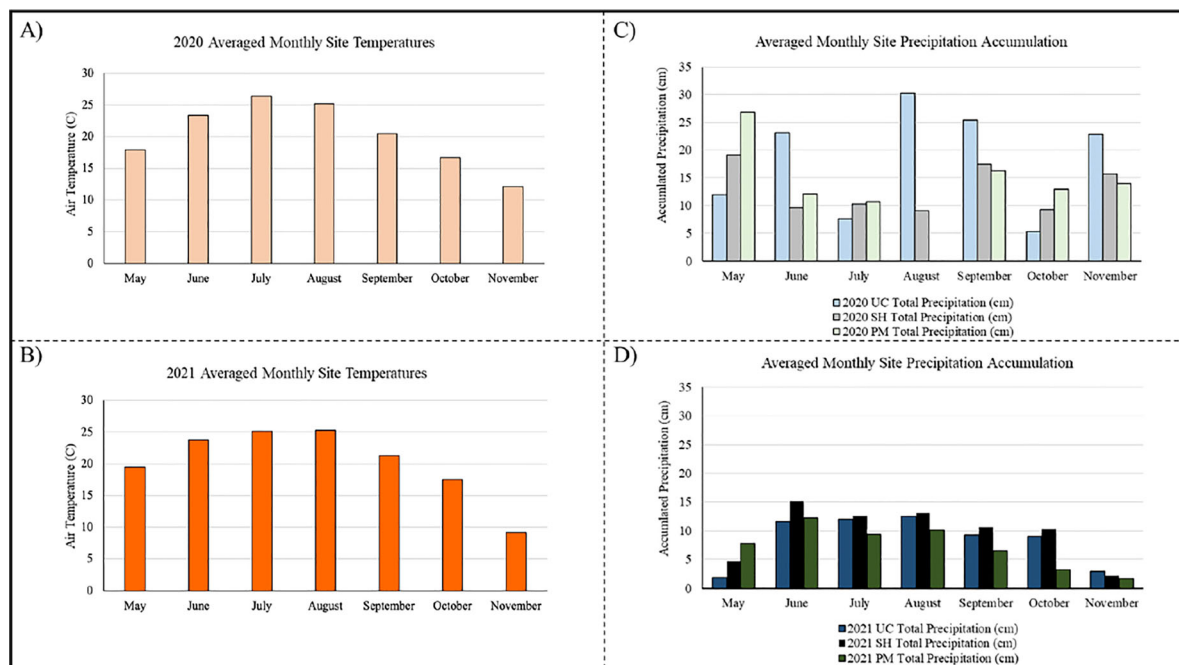 A)
2020 Averaged Monthly Site Temperatures
Air Temperature (C)
30
25
20
15
10
5
0
May June July August September October November
B)
2021 Averaged Monthly Site Temperatures
Air Temperature (C)
30
25
20
15
10
5
0
May June July August September October November
C)
Averaged Monthly Site Precipitation Accumulation
Accumulated Precipitation (cm)
35
30
25
20
15
10
5
0
May June July August September October November
2020 UC Total Precipitation (cm)
2020 SH Total Precipitation (cm)
2020 PM Total Precipitation (cm)
D)
Averaged Monthly Site Precipitation Accumulation
Accumulated Precipitation (cm)
35
30
25
20
15
10
5
0
May June July August September October November
2021 UC Total Precipitation (cm)
2021 SH Total Precipitation (cm)
2021 PM Total Precipitation (cm)